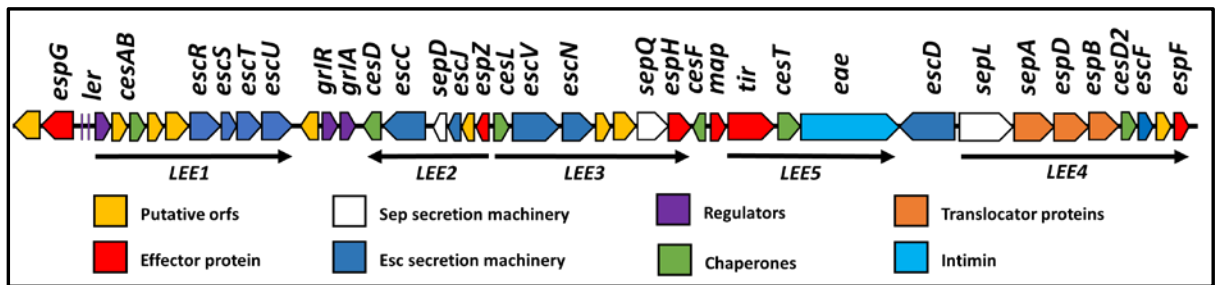 espG ler cesAB escR escS escT escU grlR grlA cesD escC sepD escJ espZ cesL escV escN sepQ espH cesF map tir cesT eae escD sepL sepA espD espB cesD2 escF espF
LEE1 LEE2 LEE3 LEE5 LEE4
Putative orfs Sep secretion machinery Regulators Translocator proteins
Effector protein Esc secretion machinery Chaperones Intimin